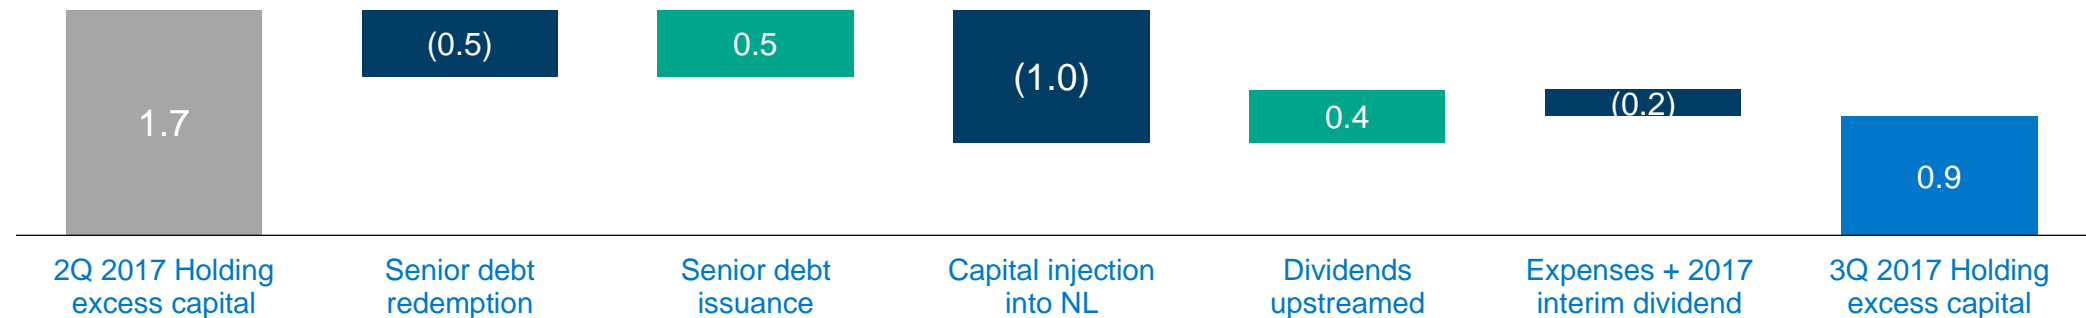 1.7
(0.5)
0.5
(1.0)
0.4
(0.2)
0.9
2Q 2017 Holding
excess capital
Senior debt
redemption
Senior debt
issuance
Capital injection
into NL
Dividends
upstreamed
Expenses + 2017
interim dividend
3Q 2017 Holding
excess capital